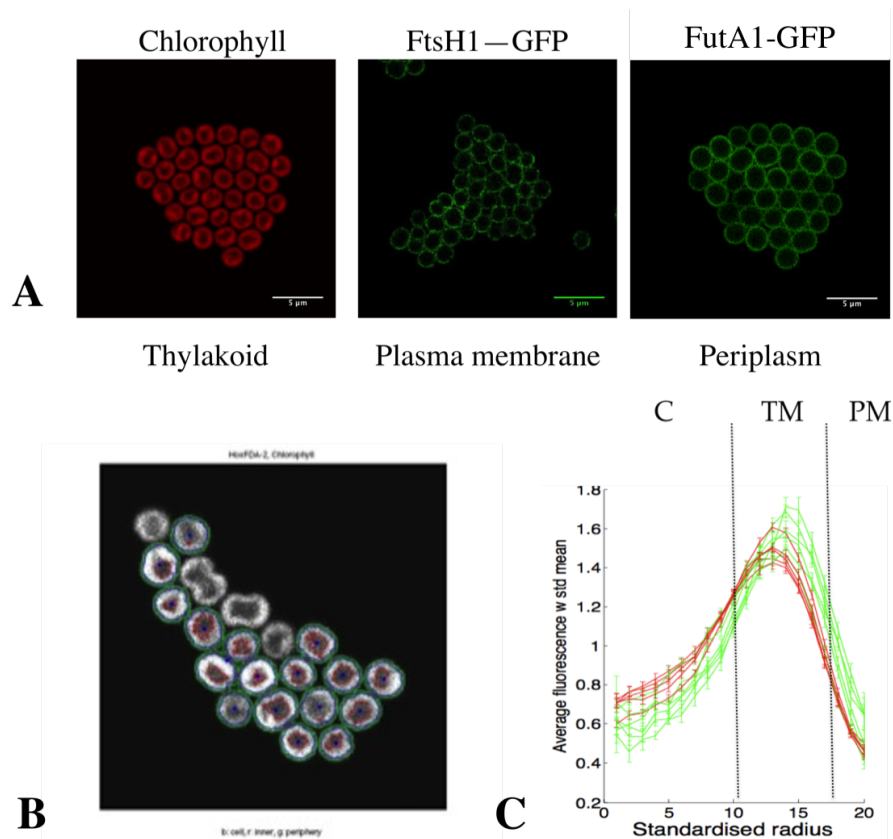 Chlorophyll FtsH1—GFP FutA1-GFP
5 µm 5 µm 5 µm
A
Thylakoid Plasma membrane Periplasm
C TM PM
HoxFDA-2, Chlorophyll
B
b: cell, r: inner, g: periphery
C
Average fluorescence w std mean
1.8
1.6
1.4
1.2
1
0.8
0.6
0.4
0.2
0 5 10 15 20
Standardised radius